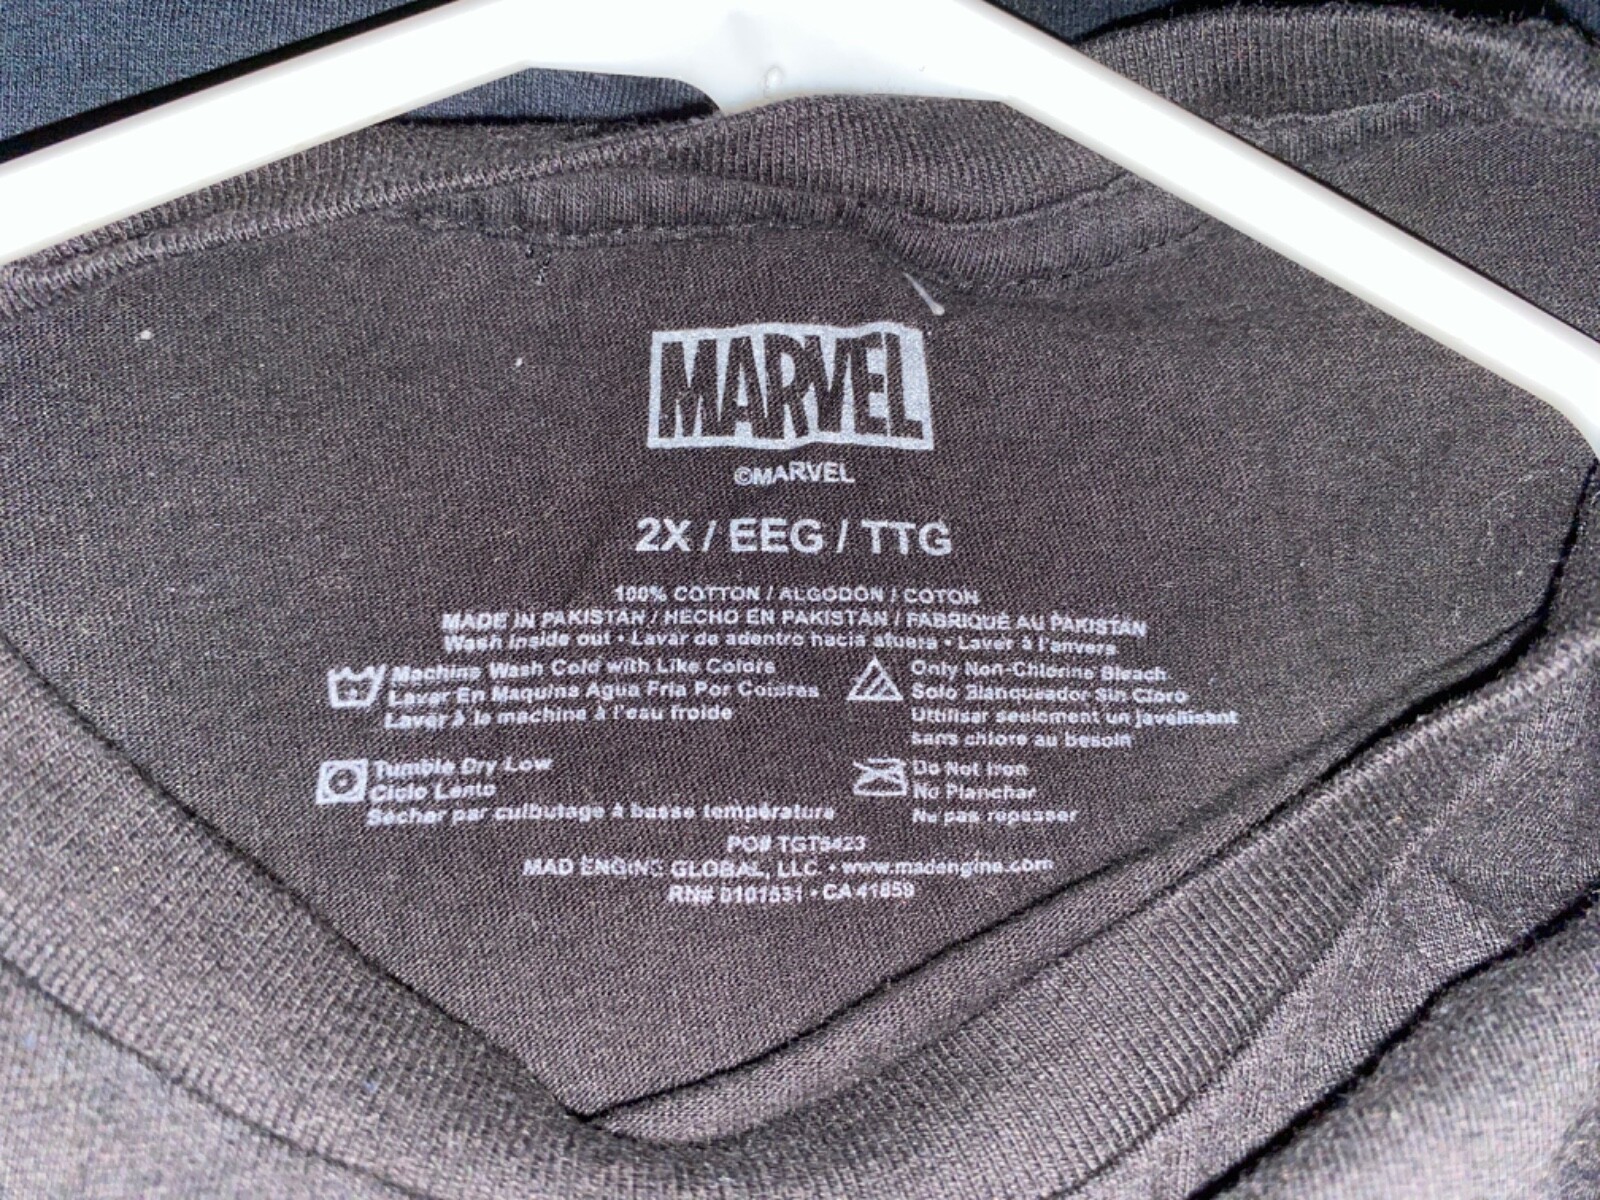 MARVEL
©MARVEL
2X / EEG / TTG
100% COTTON / ALGODON / COTON
MADE IN PAKISTAN / HECHO EN PAKISTÁN / FABRIQUÉ AU PAKISTAN
Wash inside out • Lavar de adentro hacia afuera • Laver à l'anvers
Machine Wash Cold with Like Colors
Lavar En Maquina Agua Fria Por Colores
Laver à la machine à l'eau froide
Only Non-Chlorine Bleach
Solo Blanqueador Sin Cloro
Utiliser seulement un javellisant
sans chlore au besoin
Tumble Dry Low
Ciclo Lento
Sécher par culbutage à basse température
Do Not Iron
No Planchar
Ne pas repasser
PO# TGT5423
MAD ENGINE GLOBAL, LLC • www.madengine.com
RN# 0101531 • CA 41859